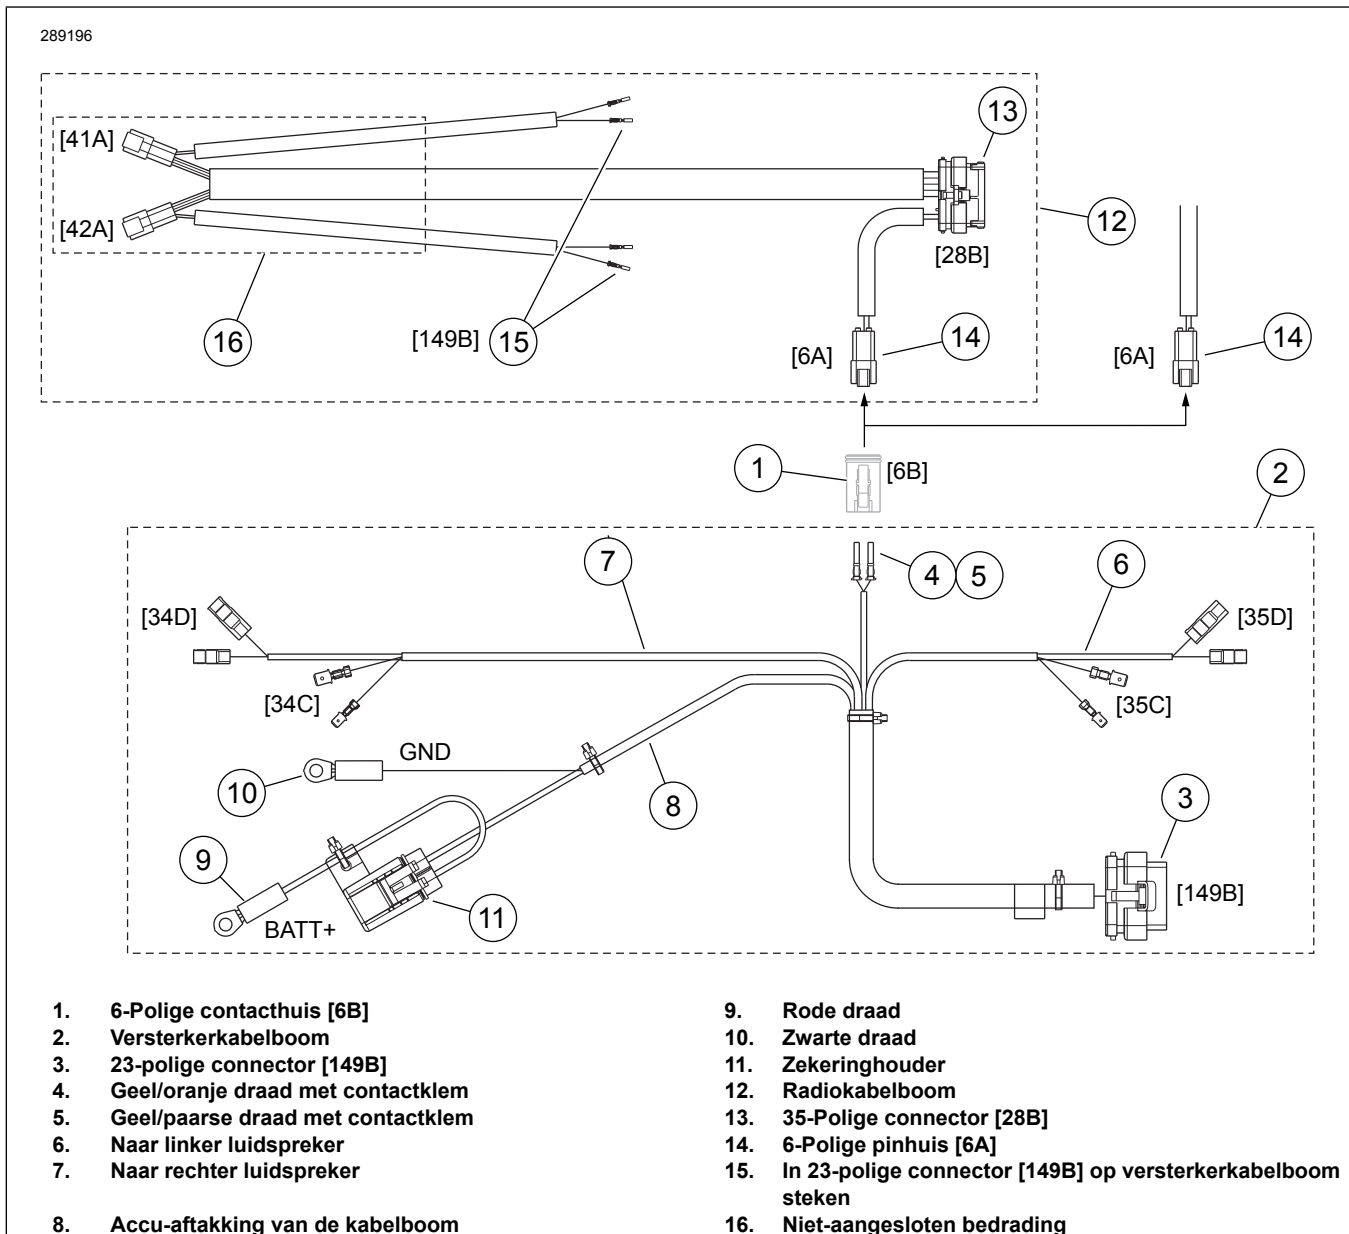 289196
[41A]
[42A]
13
12
[28B]
16
[149B] 15
[6A] 14
[6A] 14
1 [6B]
2
7
4 5
6
[34D]
[35D]
[34C]
[35C]
GND
10
8
3
9
[149B]
11
BATT+
1. 6-Polige contacthuis [6B]
2. Versterkerkabelboom
3. 23-polige connector [149B]
4. Geel/oranje draad met contactklem
5. Geel/paarse draad met contactklem
6. Naar linker luidspreker
7. Naar rechter luidspreker
8. Accu-aftakking van de kabelboom
9. Rode draad
10. Zwarte draad
11. Zekeringhouder
12. Radiokabelboom
13. 35-Polige connector [28B]
14. 6-Polige pinhuis [6A]
15. In 23-polige connector [149B] op versterkerkabelboom
steken
16. Niet-aangesloten bedrading